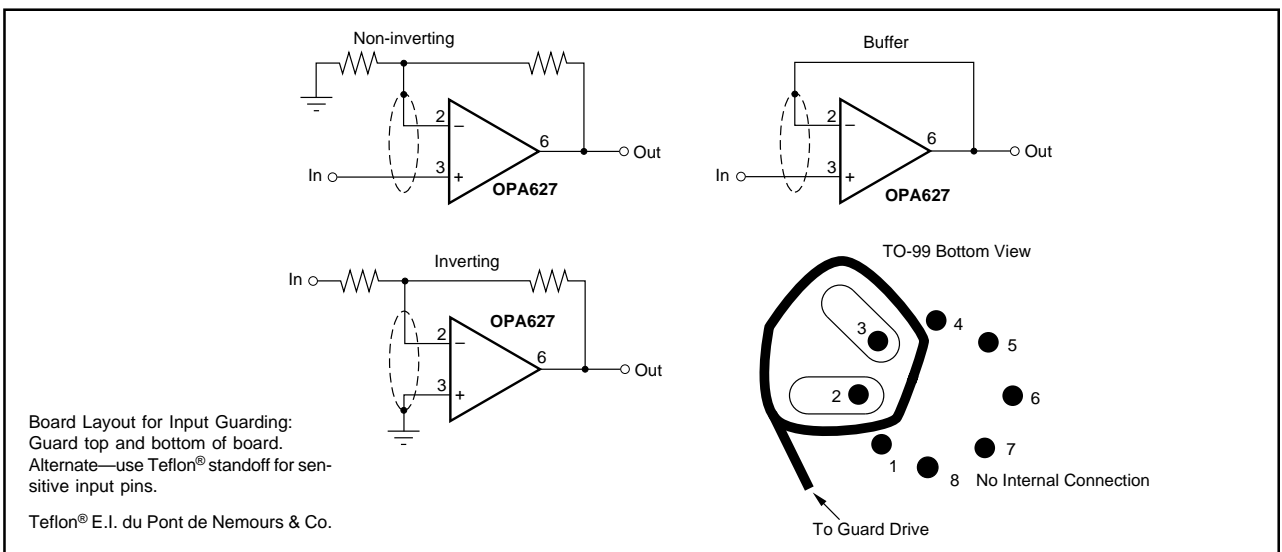 Non-inverting
2
–
6
Out
3
In
+
OPA627
Buffer
2
–
6
Out
3
In
+
OPA627
In
Inverting
OPA627
2
–
6
Out
3
+
TO-99 Bottom View
3
4
5
2
6
7
1
8 No Internal Connection
To Guard Drive
Board Layout for Input Guarding:
Guard top and bottom of board.
Alternate—use Teflon® standoff for sen-
sitive input pins.
Teflon® E.I. du Pont de Nemours & Co.